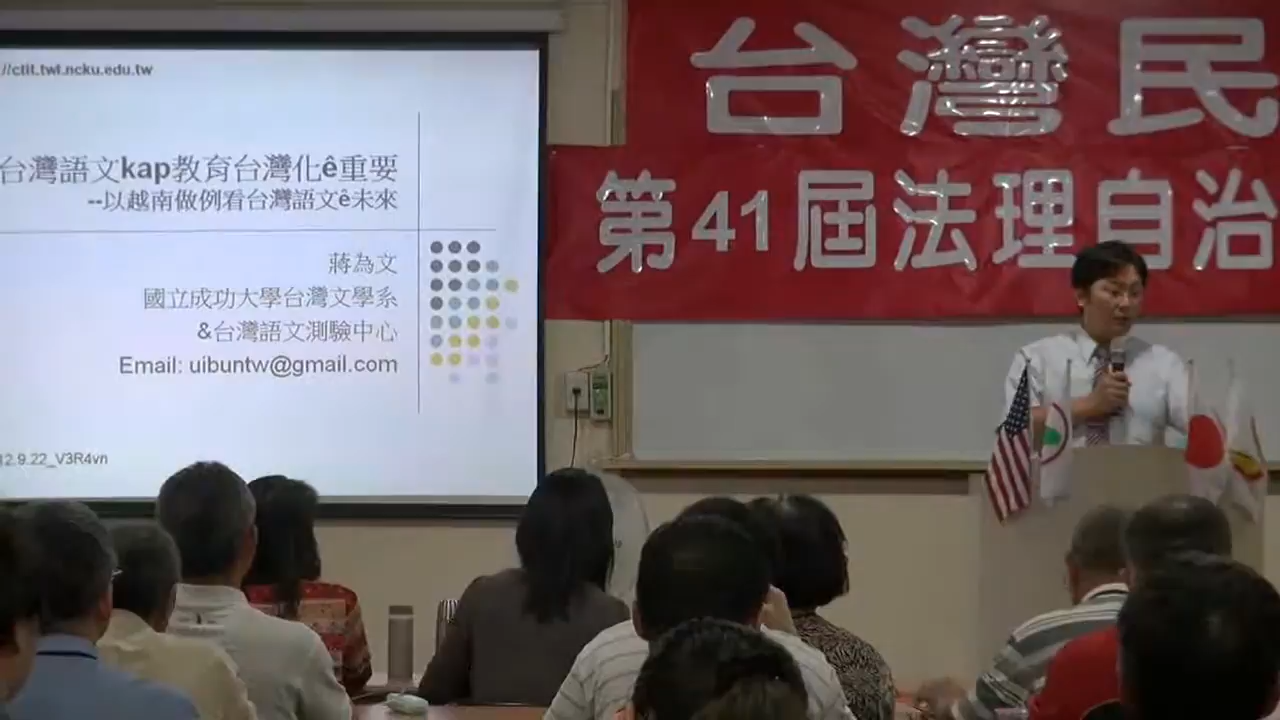 //ctlt.twl.ncku.edu.tw
台灣語文kap教育台灣化ê重要
--以越南做例看台灣語文ê未來
蔣為文
國立成功大學台灣文學系
&台灣語文測驗中心
Email: uibuntw@gmail.com
12.9.22_V3R4vn
台灣民
第41屆法理自治